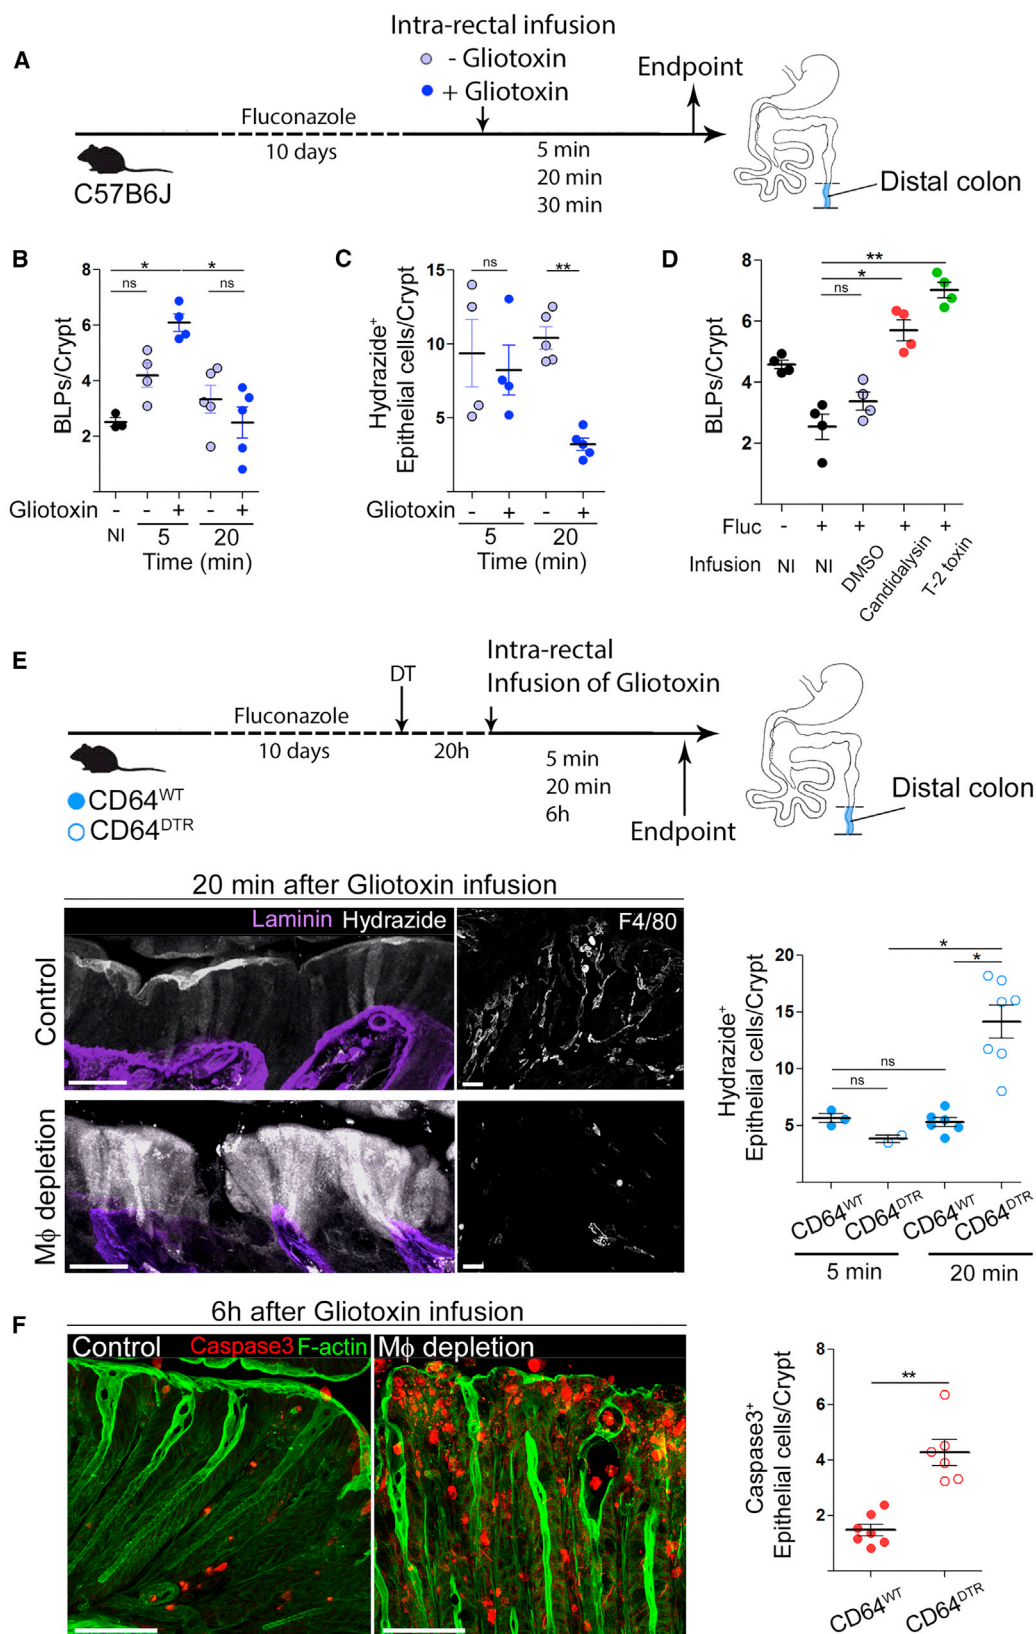 A
Intra-rectal infusion
- Gliotoxin
+ Gliotoxin
Endpoint
Fluconazole
10 days
5 min
20 min
30 min
C57B6J
Distal colon
B
BLPs/Crypt
8
6
4
2
* *
ns ns
Gliotoxin - + - +
NI 5 20
Time (min)
C
Hydrazide+
Epithelial cells/Crypt
15
10
5
ns **
Gliotoxin - + - +
5 20
Time (min)
D
BLPs/Crypt
8
6
4
2
**
*
ns
Fluc - + + + +
Infusion NI NI DMSO Candidalysin T-2 toxin
E
Intra-rectal
Infusion of Gliotoxin
DT
Fluconazole
10 days 20h
5 min
20 min
6h
Endpoint
CD64WT
CD64DTR
Distal colon
20 min after Gliotoxin infusion
Laminin Hydrazide
F4/80
Control
Mϕ depletion
Hydrazide+
Epithelial cells/Crypt
20
15
10
5
*
*
ns
ns
CD64WT CD64DTR CD64WT CD64DTR
5 min 20 min
F
6h after Gliotoxin infusion
Control Caspase3 F-actin
Mϕ depletion
Caspase3+
Epithelial cells/Crypt
8
6
4
2
**
CD64WT CD64DTR